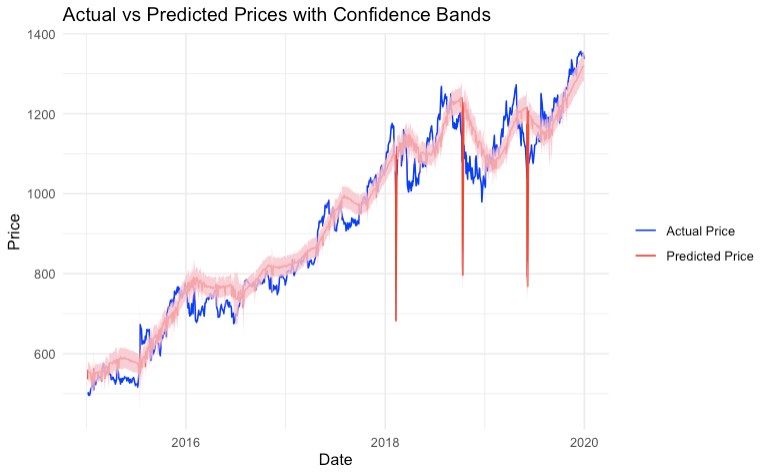 Actual vs Predicted Prices with Confidence Bands
1400
1200
1000
800
600
Price
2016
2018
2020
Date
Actual Price
Predicted Price